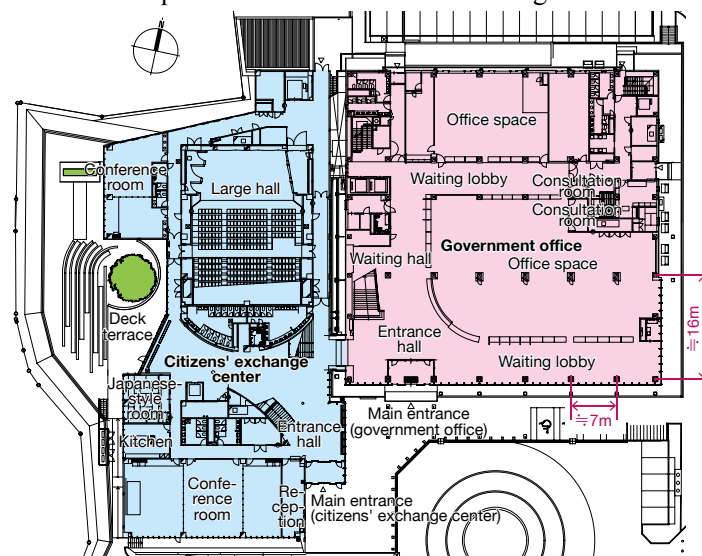 Office space
Conference
room
Large hall
Waiting lobby
Consultation
room
Consultation
room
Government office
Waiting hall
Office space
Deck
terrace
Entrance
hall
≒16m
Citizens' exchange
center
Waiting lobby
Japanese-
style
room
Main entrance
(government office)
≒7m
Kitchen
Entrance
hall
Confe-
rence
room
Re-
cep-
tion
Main entrance
(citizens' exchange center)